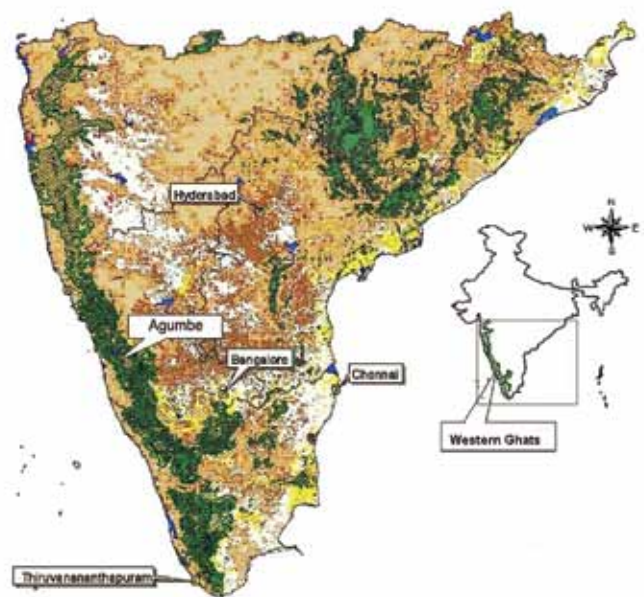 Hyderabad
N
W E
S
Agumbe
Bangalore
Chennai
Western Ghats
Thiruvananthapuram